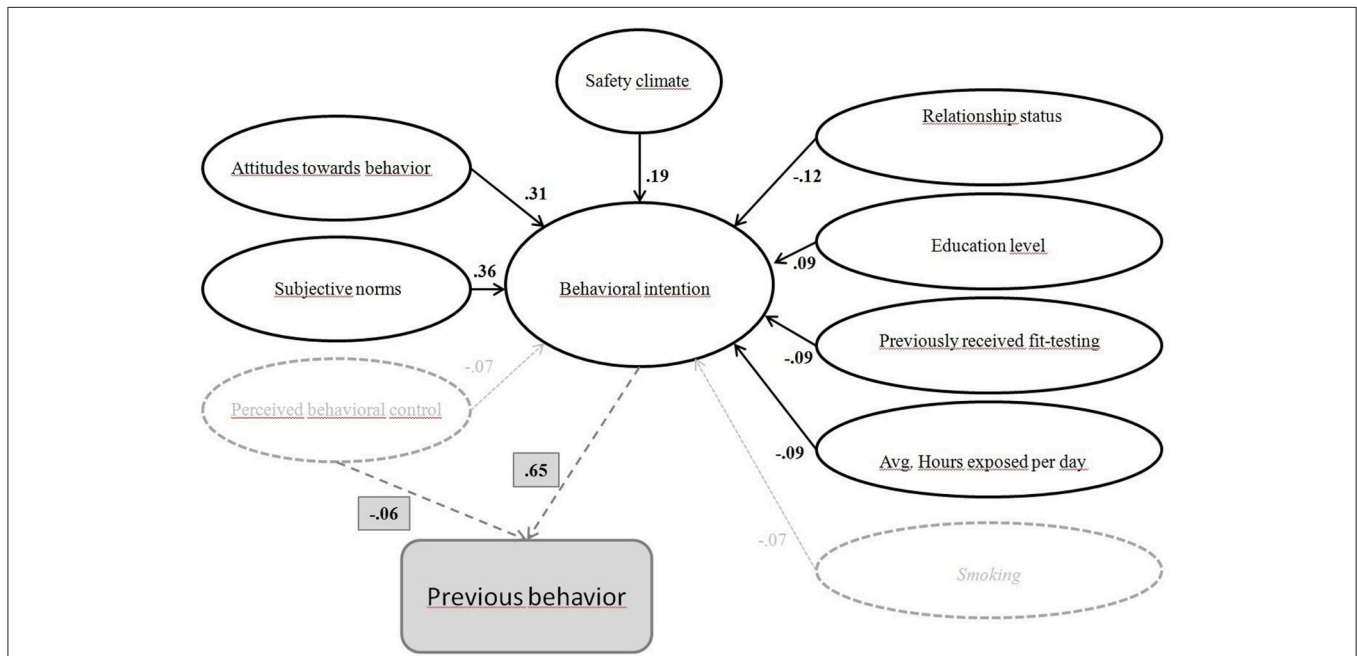 Safety climate
Relationship status
Attitudes towards behavior
.19
-.12
.31
Education level
.36
.09
Subjective norms
Behavioral intention
Previously received fit-testing
-.07
-.09
Perceived behavioral control
-.09
Avg. Hours exposed per day
.65
-.06
-.07
Smoking
Previous behavior